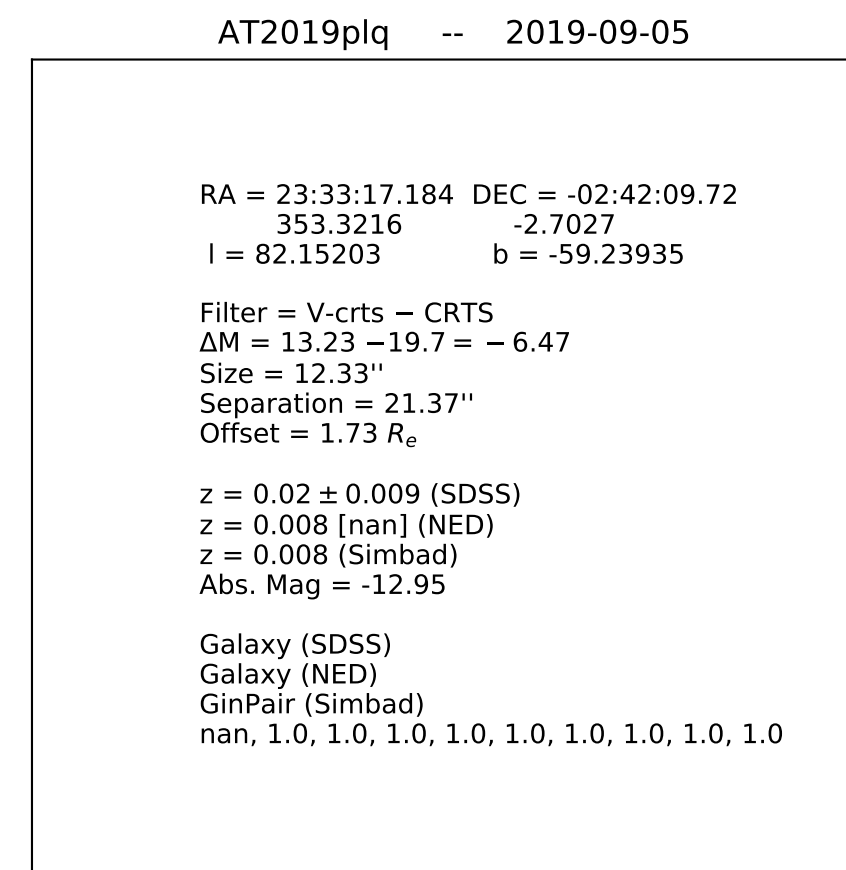 AT2019plq -- 2019-09-05
RA = 23:33:17.184 DEC = -02:42:09.72
353.3216 -2.7027
l = 82.15203 b = -59.23935
Filter = V-crts − CRTS
ΔM = 13.23 −19.7 = − 6.47
Size = 12.33''
Separation = 21.37''
Offset = 1.73 Rₑ
z = 0.02 ± 0.009 (SDSS)
z = 0.008 [nan] (NED)
z = 0.008 (Simbad)
Abs. Mag = -12.95
Galaxy (SDSS)
Galaxy (NED)
GinPair (Simbad)
nan, 1.0, 1.0, 1.0, 1.0, 1.0, 1.0, 1.0, 1.0, 1.0